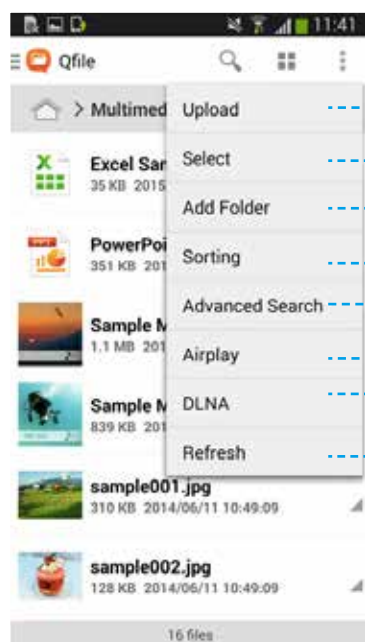 11:41
Qfile
> Multimed
Upload
Select
Add Folder
Sorting
Advanced Search
Airplay
DLNA
Refresh
Excel Sar
35 KB 2015
PowerPoi
351 KB 201
Sample M
1.1 MB 201
Sample M
839 KB 201
sample001.jpg
310 KB 2014/06/11 10:49:09
sample002.jpg
128 KB 2014/06/11 10:49:09
16 files